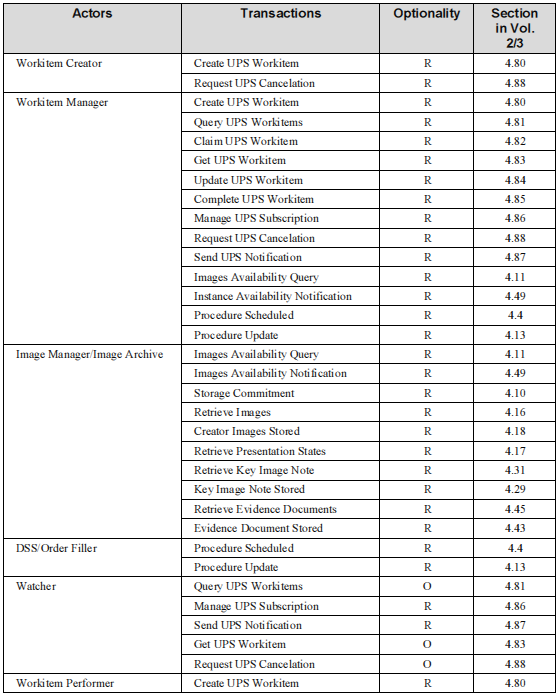 Actors Transactions Optionality Section in Vol. 2/3
Workitem Creator Create UPS Workitem R 4.80
Request UPS Cancelation R 4.88
Workitem Manager Create UPS Workitem R 4.80
Query UPS Workitems R 4.81
Claim UPS Workitem R 4.82
Get UPS Workitem R 4.83
Update UPS Workitem R 4.84
Complete UPS Workitem R 4.85
Manage UPS Subscription R 4.86
Request UPS Cancelation R 4.88
Send UPS Notification R 4.87
Images Availability Query R 4.11
Instance Availability Notification R 4.49
Procedure Scheduled R 4.4
Procedure Update R 4.13
Image Manager/Image Archive Images Availability Query R 4.11
Images Availability Notification R 4.49
Storage Commitment R 4.10
Retrieve Images R 4.16
Creator Images Stored R 4.18
Retrieve Presentation States R 4.17
Retrieve Key Image Note R 4.31
Key Image Note Stored R 4.29
Retrieve Evidence Documents R 4.45
Evidence Document Stored R 4.43
DSS/Order Filler Procedure Scheduled R 4.4
Procedure Update R 4.13
Watcher Query UPS Workitems O 4.81
Manage UPS Subscription R 4.86
Send UPS Notification R 4.87
Get UPS Workitem O 4.83
Request UPS Cancelation O 4.88
Workitem Performer Create UPS Workitem R 4.80